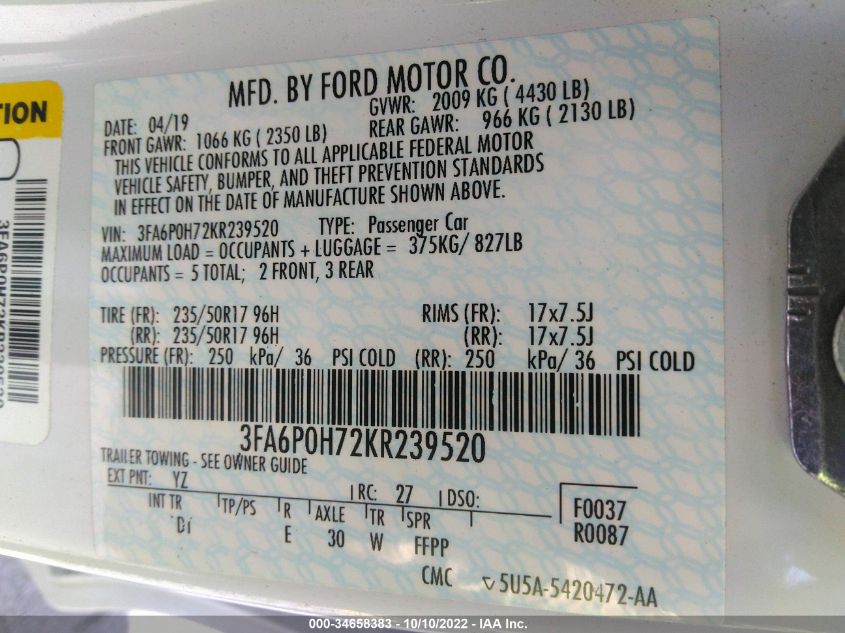 TION
3FA6P0H72KR239520
MFD. BY FORD MOTOR CO.
DATE: 04/19 GVWR: 2009 KG ( 4430 LB)
FRONT GAWR: 1066 KG ( 2350 LB) REAR GAWR: 966 KG ( 2130 LB)
THIS VEHICLE CONFORMS TO ALL APPLICABLE FEDERAL MOTOR
VEHICLE SAFETY, BUMPER, AND THEFT PREVENTION STANDARDS
IN EFFECT ON THE DATE OF MANUFACTURE SHOWN ABOVE.
VIN: 3FA6P0H72KR239520 TYPE: Passenger Car
MAXIMUM LOAD = OCCUPANTS + LUGGAGE = 375KG/ 827LB
OCCUPANTS = 5 TOTAL; 2 FRONT, 3 REAR
TIRE (FR): 235/50R17 96H RIMS (FR): 17x7.5J
(RR): 235/50R17 96H (RR): 17x7.5J
PRESSURE (FR): 250 kPa/ 36 PSI COLD (RR): 250 kPa/ 36 PSI COLD
3FA6P0H72KR239520
TRAILER TOWING - SEE OWNER GUIDE
EXT PNT: YZ RC: 27 DSO: F0037
INT TR TP/PS R AXLE TR SPR R0087
DI E 30 W FFPP
CMC 5U5A-5420472-AA
000-34658383 - 10/10/2022 - IAA Inc.